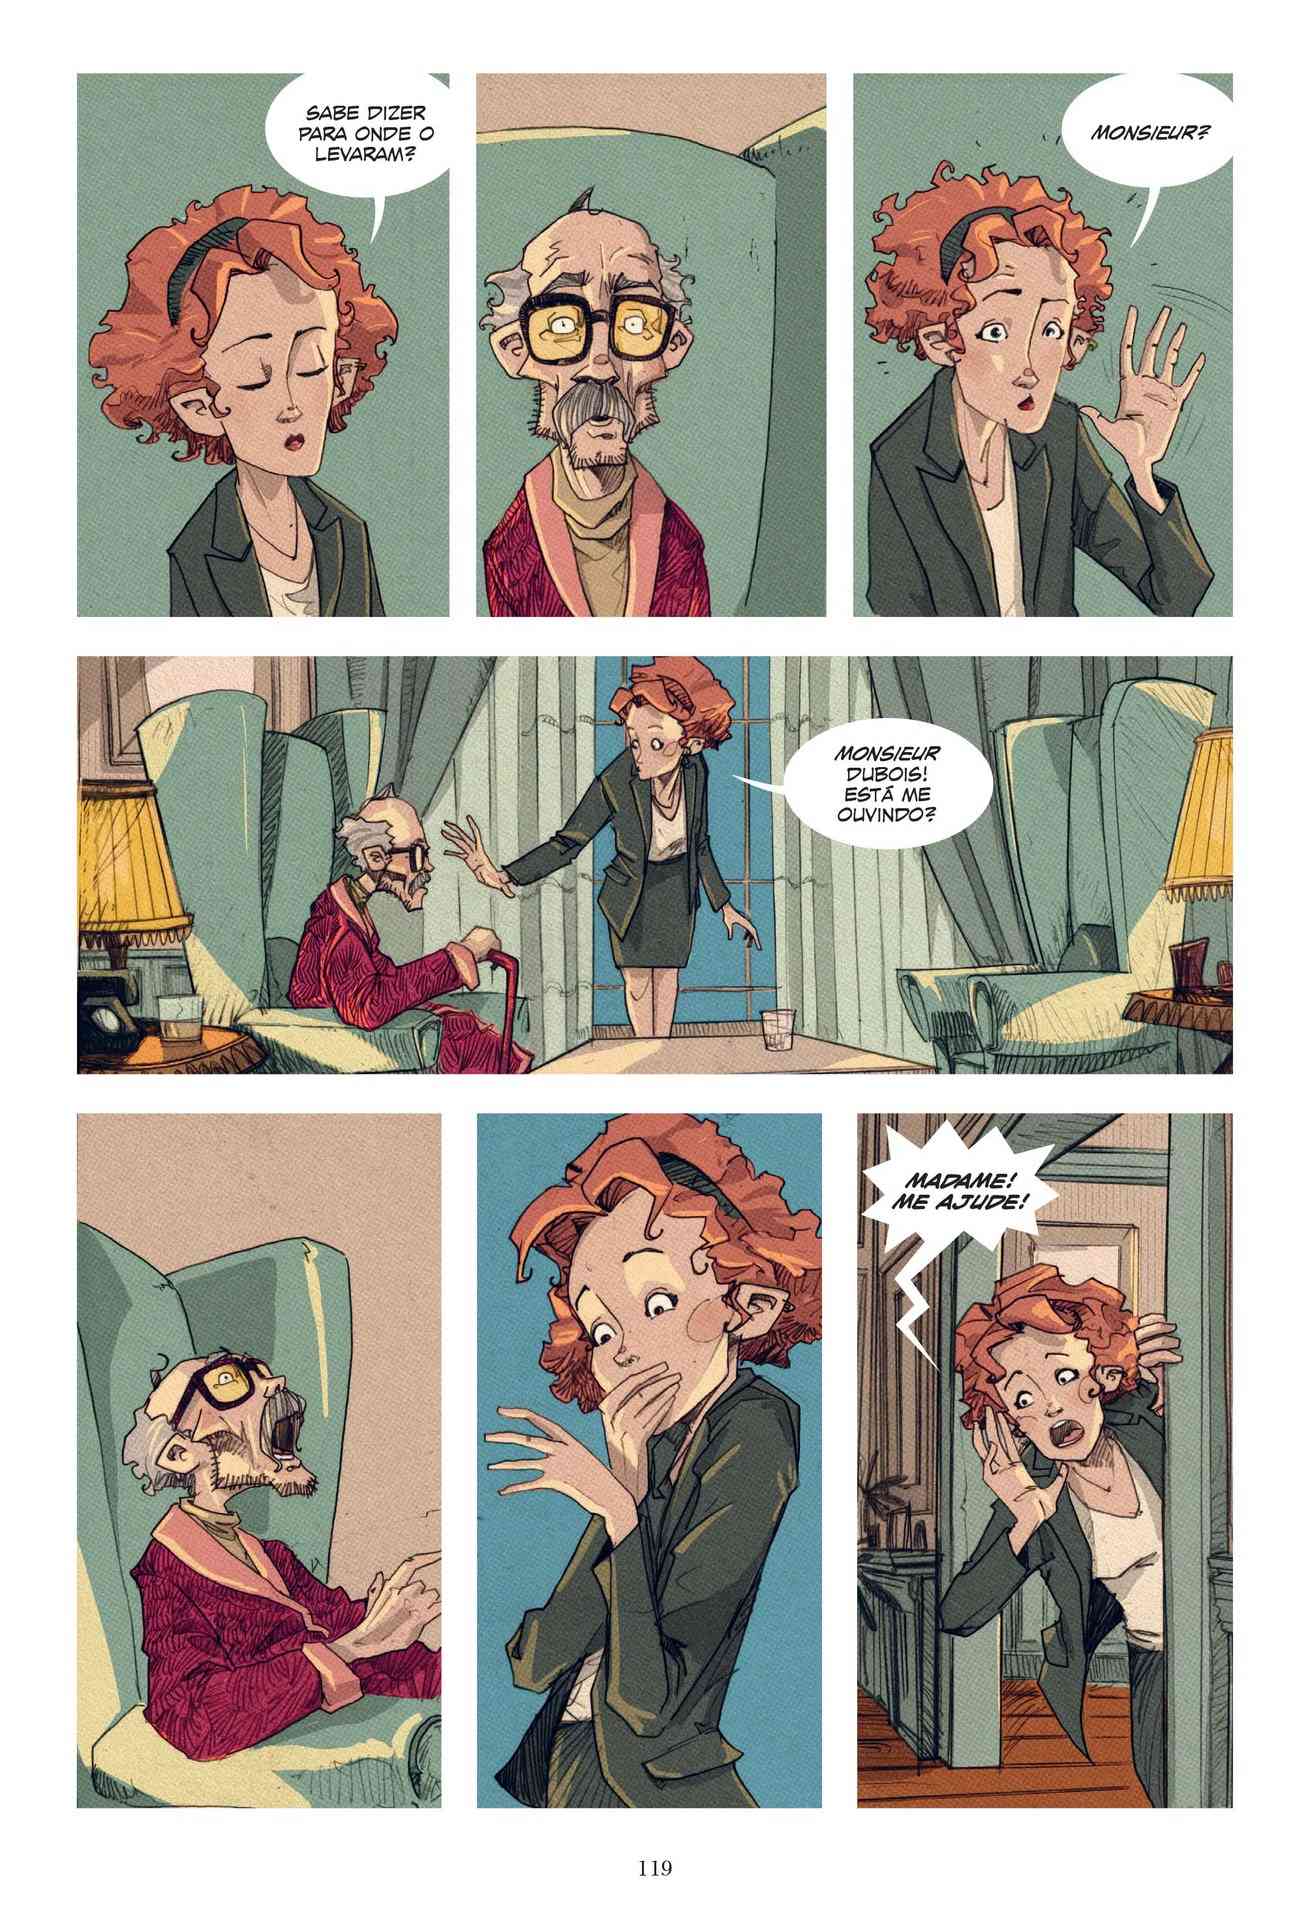 SABE DIZER
PARA ONDE O
LEVARAM?
MONSIEUR?
MONSIEUR
DUBOIS!
ESTÁ ME
OUVINDO?
MADAME!
ME AJUDE!
119